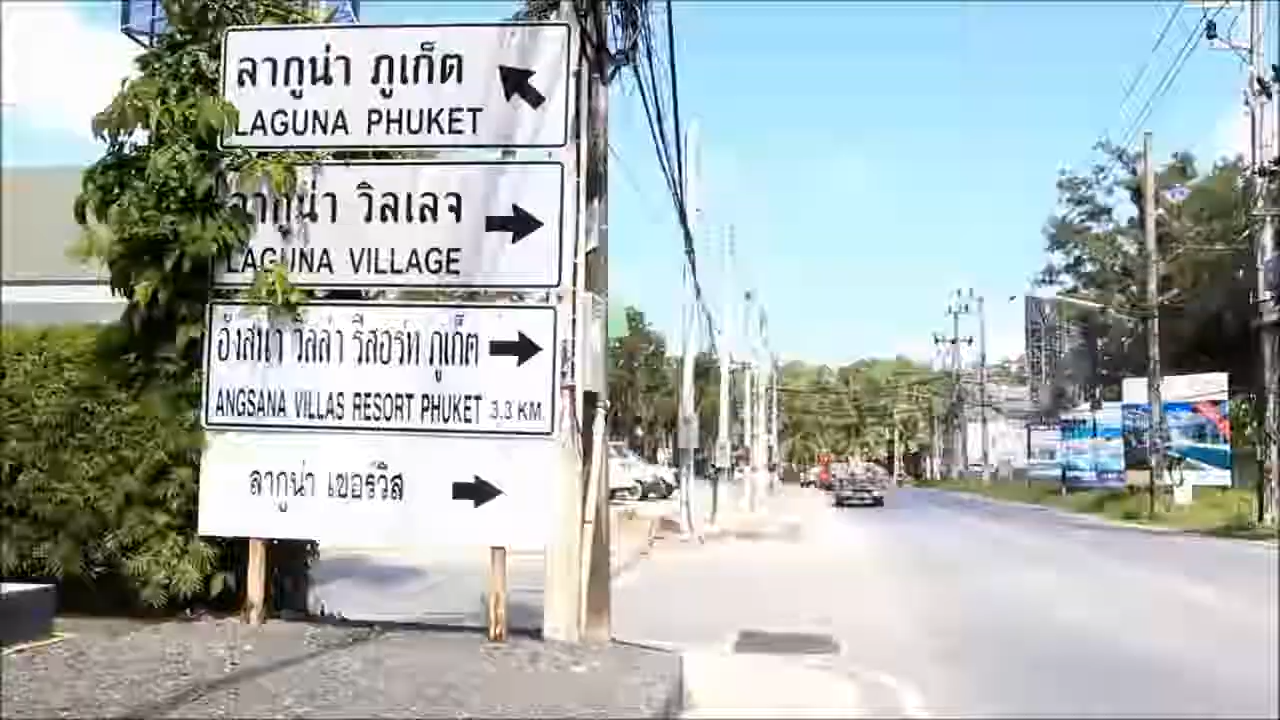 ลากูน่า ภูเก็ต
LAGUNA PHUKET
ลากูน่า วิลเลจ
LAGUNA VILLAGE
อังสนา วิลล่า รีสอร์ท ภูเก็ต
ANGSANA VILLAS RESORT PHUKET 3.3 KM.
ลากูน่า เซอร์วิส